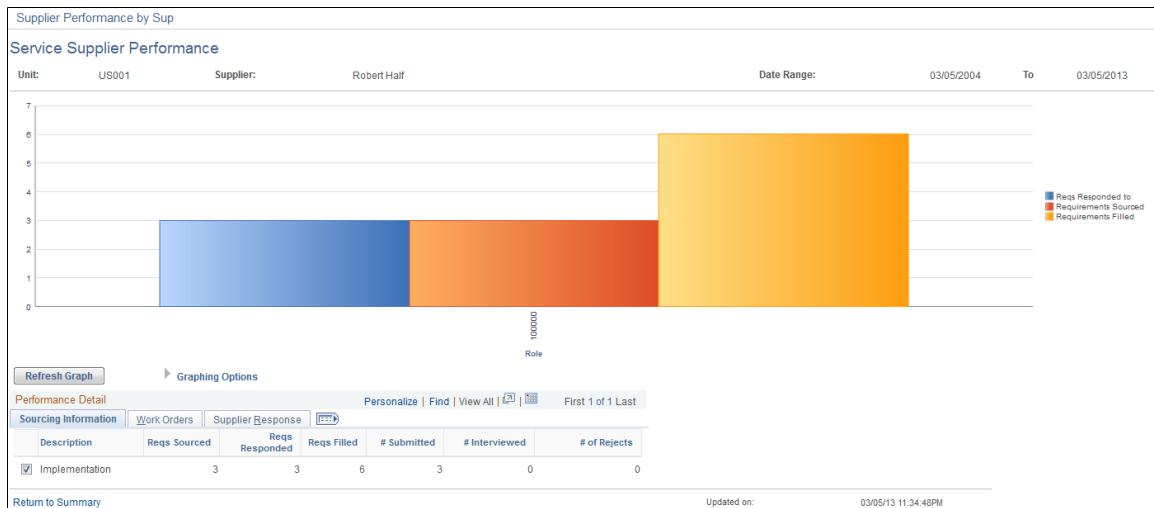 Supplier Performance by Sup
Service Supplier Performance
Unit: US001 Supplier: Robert Half Date Range: 03/05/2004 To 03/05/2013
7
6
5
4
3
2
1
0
Reqs Responded to
Requirements Sourced
Requirements Filled
100000
Role
Refresh Graph Graphing Options
Performance Detail Personalize | Find | View All | | First 1 of 1 Last
Sourcing Information Work Orders Supplier Response
Description Reqs Sourced Reqs Responded Reqs Filled # Submitted # Interviewed # of Rejects
Implementation 3 3 6 3 0 0
Return to Summary Updated on: 03/05/13 11:34:48PM